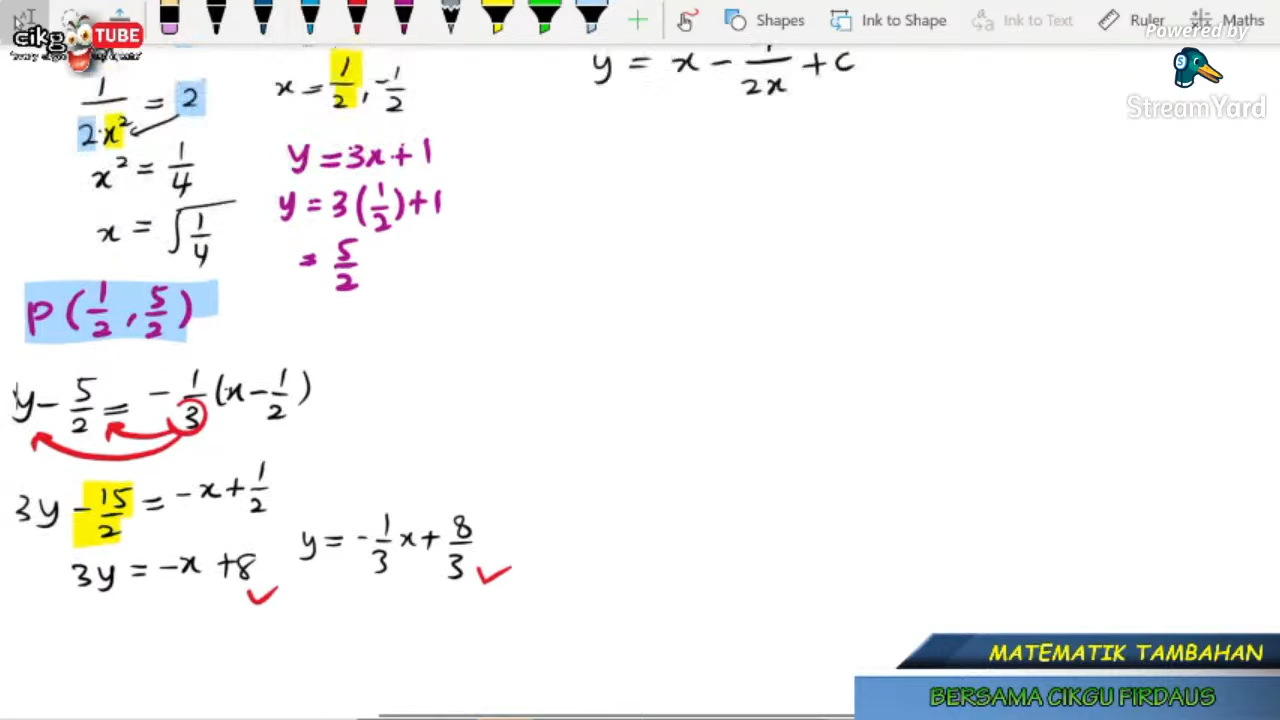 Shapes Ink to Shape Ink to Text Ruler Maths
cikgu TUBE
Powered by
StreamYard
1/(2x²) = 2
x² = 1/4
x = √(1/4)
x = 1/2, -1/2
y = 3x + 1
y = 3(1/2) + 1
= 5/2
P(1/2, 5/2)
y - 5/2 = -1/3(x - 1/2)
3y - 15/2 = -x + 1/2
3y = -x + 8
y = -1/3x + 8/3
y = x - 1/2x + c
MATEMATIK TAMBAHAN
BERSAMA CIKGU FIRDAUS